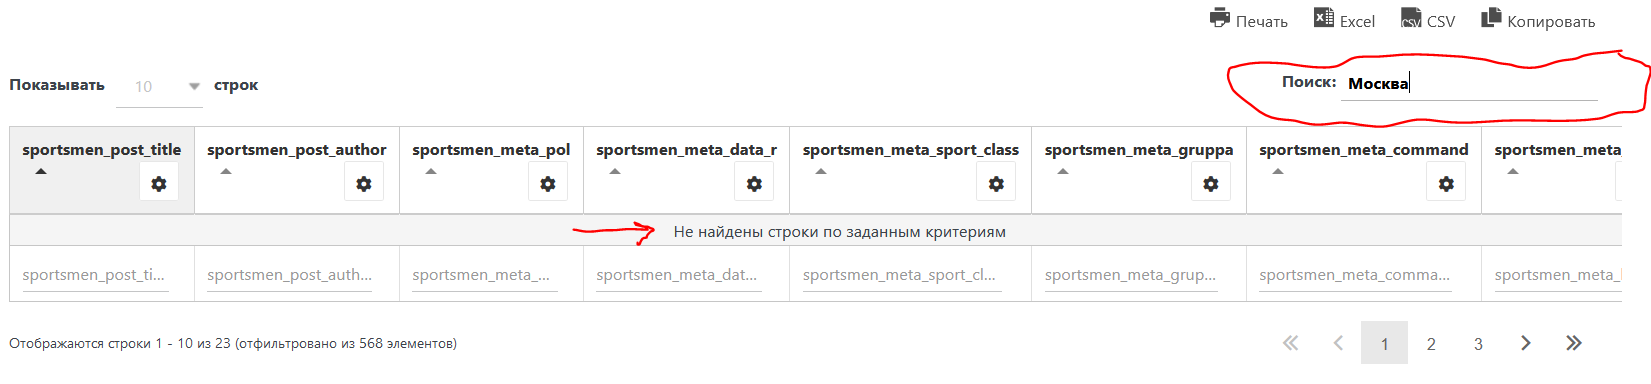 Печать Excel CSV Копировать
Показывать 10 строк Поиск: Москва
sportsmen_post_title sportsmen_post_author sportsmen_meta_pol sportsmen_meta_data_r sportsmen_meta_sport_class sportsmen_meta_gruppa sportsmen_meta_command sportsmen_meta_
Не найдены строки по заданным критериям
sportsmen_post_ti... sportsmen_post_auth... sportsmen_meta_... sportsmen_meta_dat... sportsmen_meta_sport_cl... sportsmen_meta_grup... sportsmen_meta_comma... sportsmen_meta_l
Отображаются строки 1 - 10 из 23 (отфильтровано из 568 элементов) 1 2 3